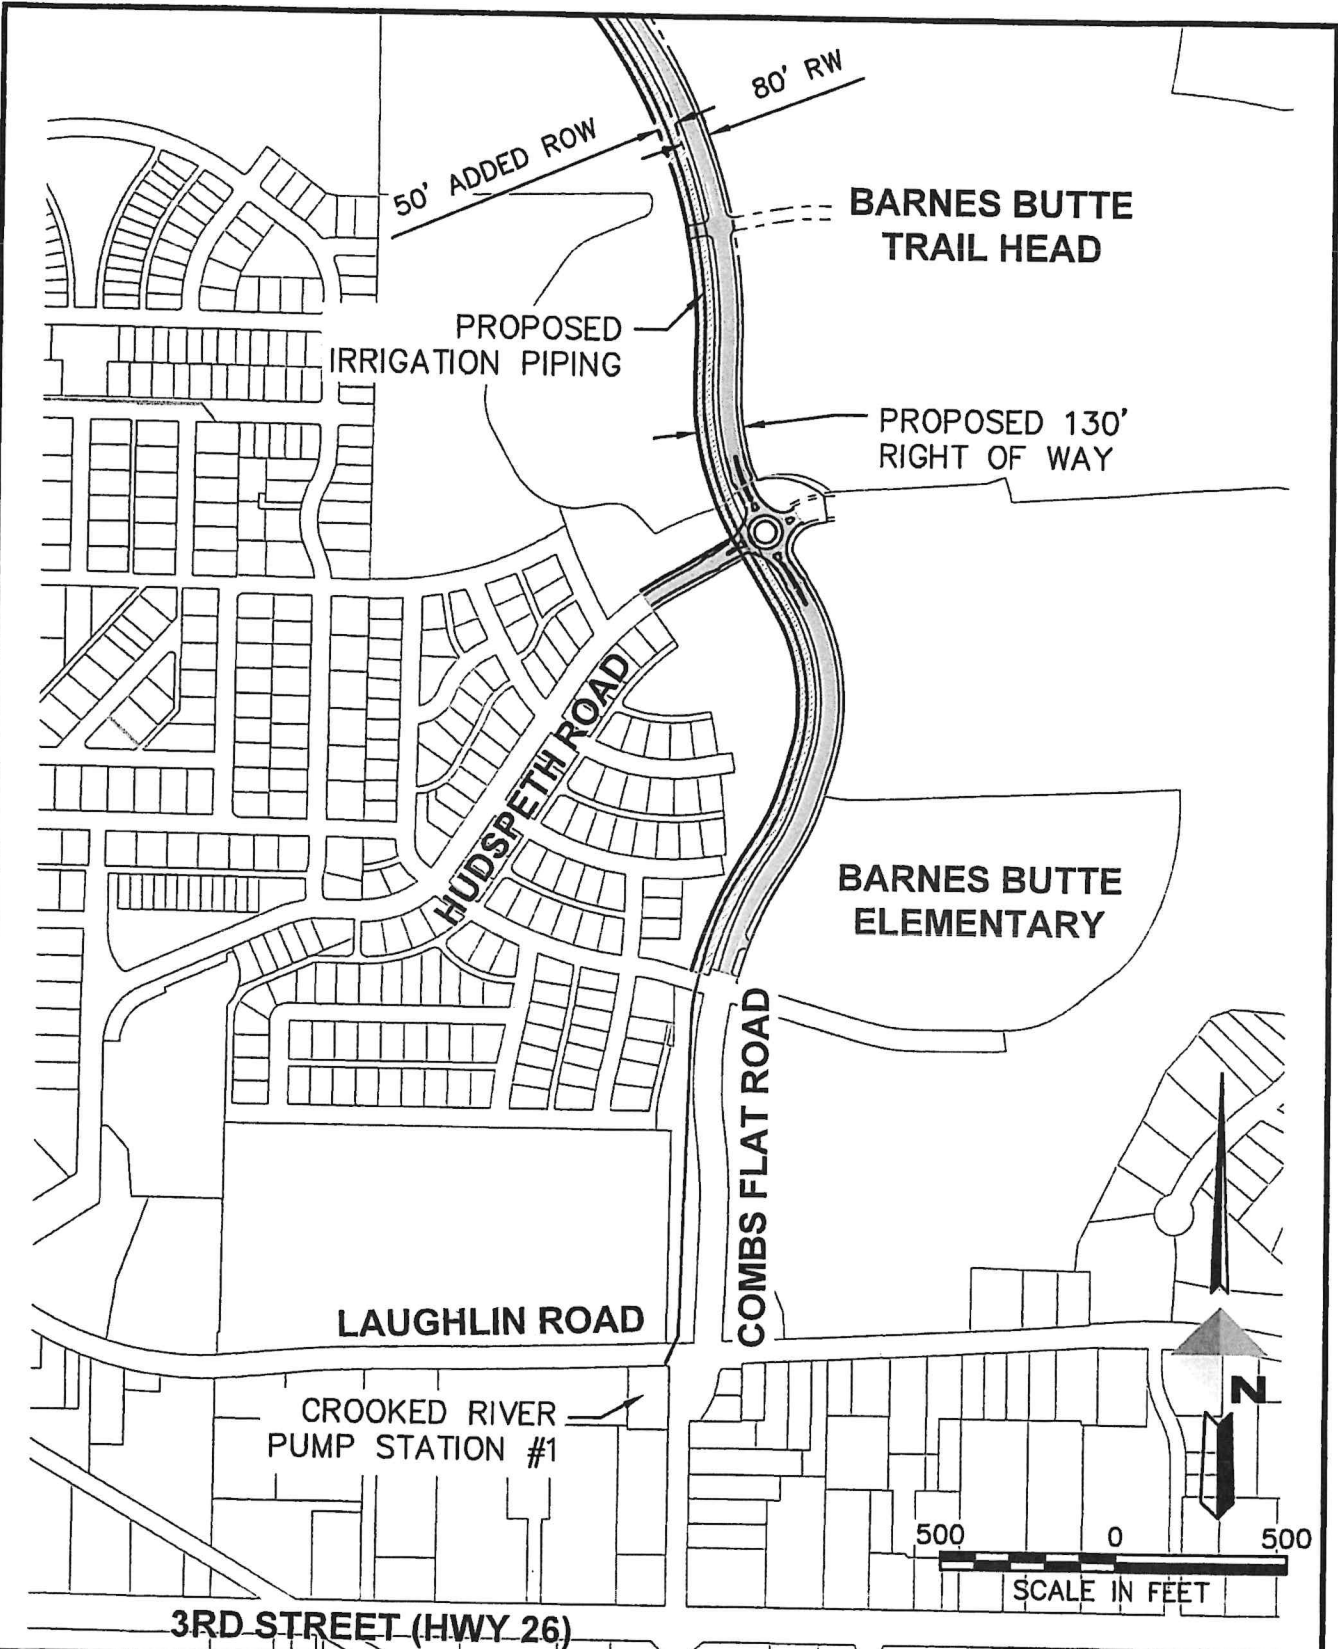 80' RW
50' ADDED ROW
BARNES BUTTE
TRAIL HEAD
PROPOSED
IRRIGATION PIPING
PROPOSED 130'
RIGHT OF WAY
HUDSPETH ROAD
BARNES BUTTE
ELEMENTARY
COMBS FLAT ROAD
LAUGHLIN ROAD
CROOKED RIVER
PUMP STATION #1
N
500 0 500
SCALE IN FEET
3RD STREET (HWY 26)